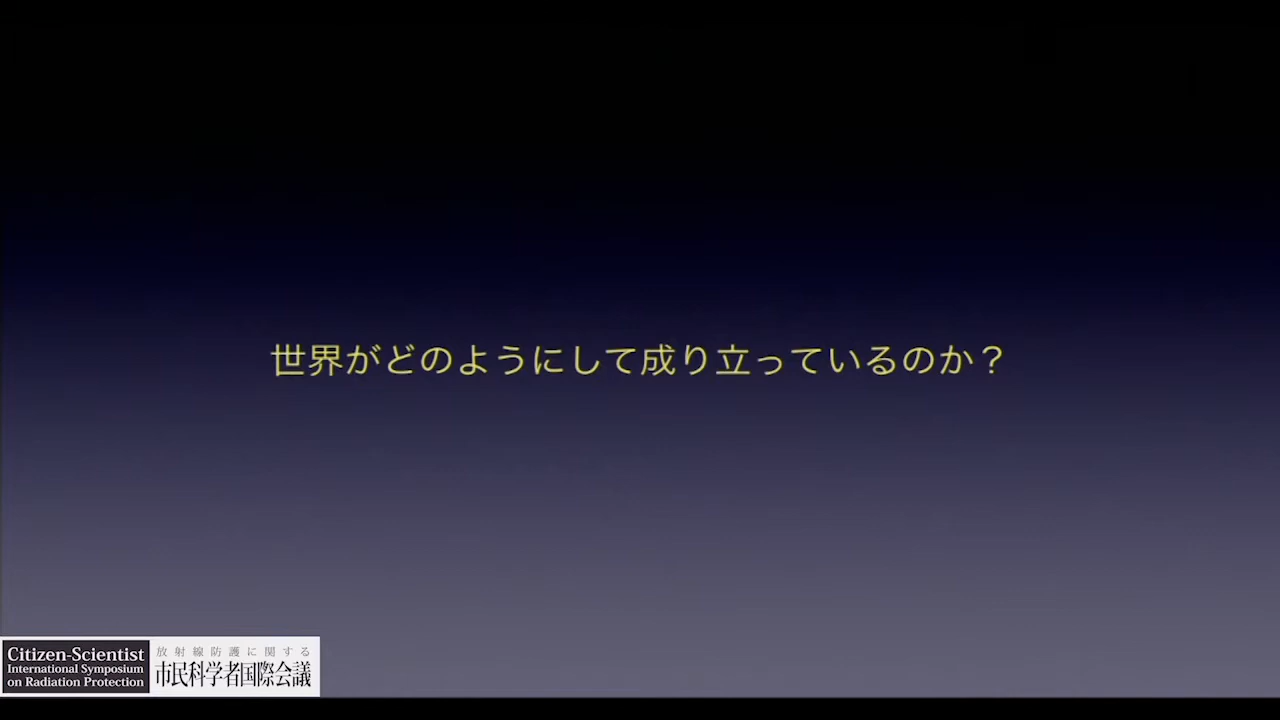 世界がどのようにして成り立っているのか？
Citizen-Scientist
International Symposium
on Radiation Protection
放射線防護に関する
市民科学者国際会議